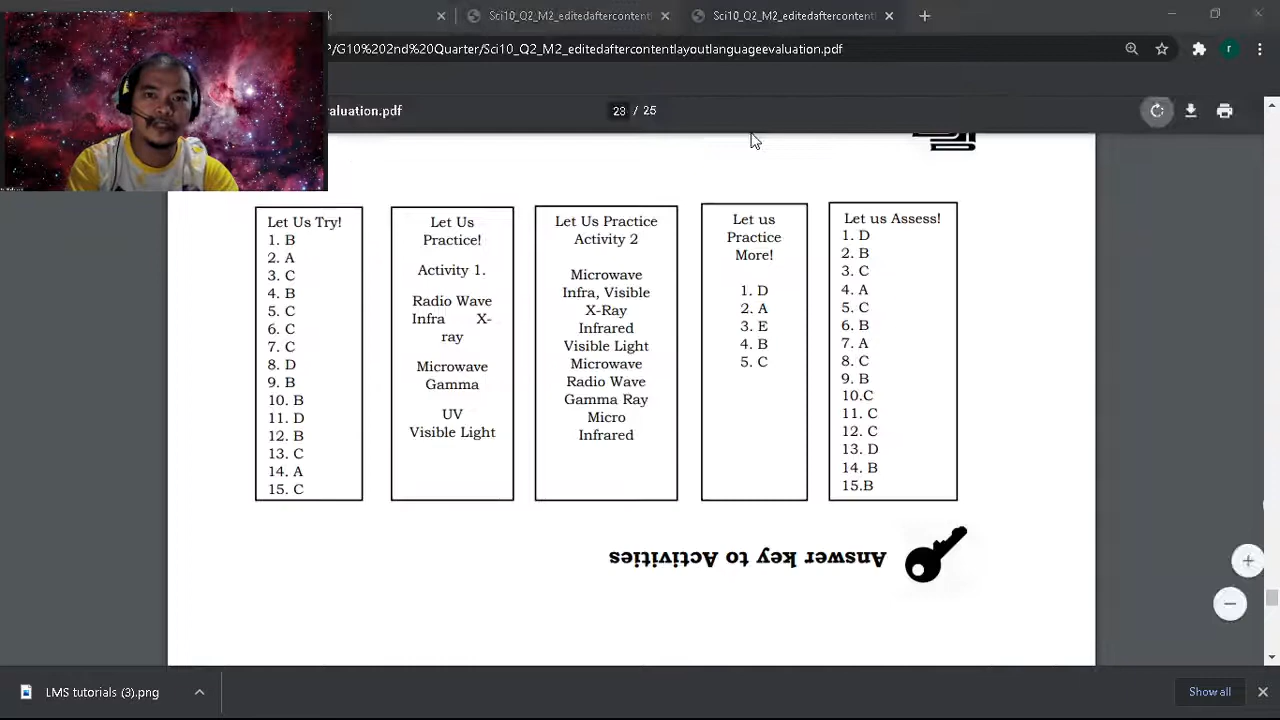 k
Sci10_Q2_M2_editedaftercontent
Sci10_Q2_M2_editedaftercontent
P/G10%202nd%20Quarter/Sci10_Q2_M2_editedaftercontentlayoutlanguageevaluation.pdf
r
aluation.pdf
23 / 25
Let Us Try!
1. B
2. A
3. C
4. B
5. C
6. C
7. C
8. D
9. B
10. B
11. D
12. B
13. C
14. A
15. C
Let Us
Practice!
Activity 1.
Radio Wave
Infra X-
ray
Microwave
Gamma
UV
Visible Light
Let Us Practice
Activity 2
Microwave
Infra, Visible
X-Ray
Infrared
Visible Light
Microwave
Radio Wave
Gamma Ray
Micro
Infrared
Let us
Practice
More!
1. D
2. A
3. E
4. B
5. C
Let us Assess!
1. D
2. B
3. C
4. A
5. C
6. B
7. A
8. C
9. B
10.C
11. C
12. C
13. D
14. B
15.B
Answer key to Activities
LMS tutorials (3).png
Show all